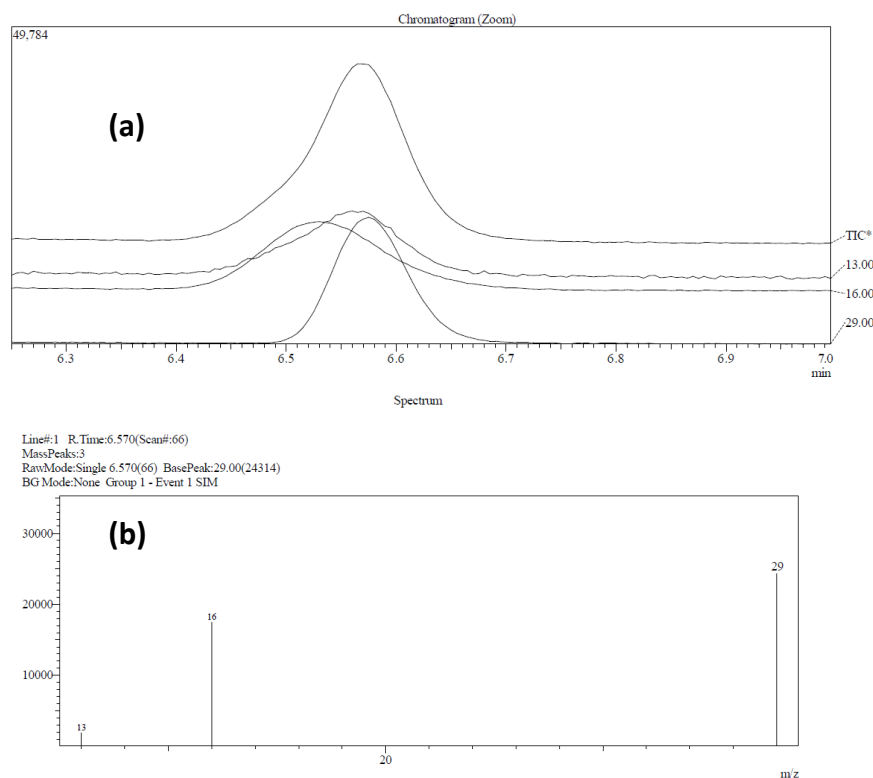 Chromatogram (Zoom)
49,784
(a)
TIC*
13.00
16.00
29.00
6.3 6.4 6.5 6.6 6.7 6.8 6.9 7.0
min
Spectrum
Line#:1 R.Time:6.570(Scan#:66)
MassPeaks:3
RawMode:Single 6.570(66) BasePeak:29.00(24314)
BG Mode:None Group 1 - Event 1 SIM
(b)
30000
20000
10000
13
16
29
20
m/z